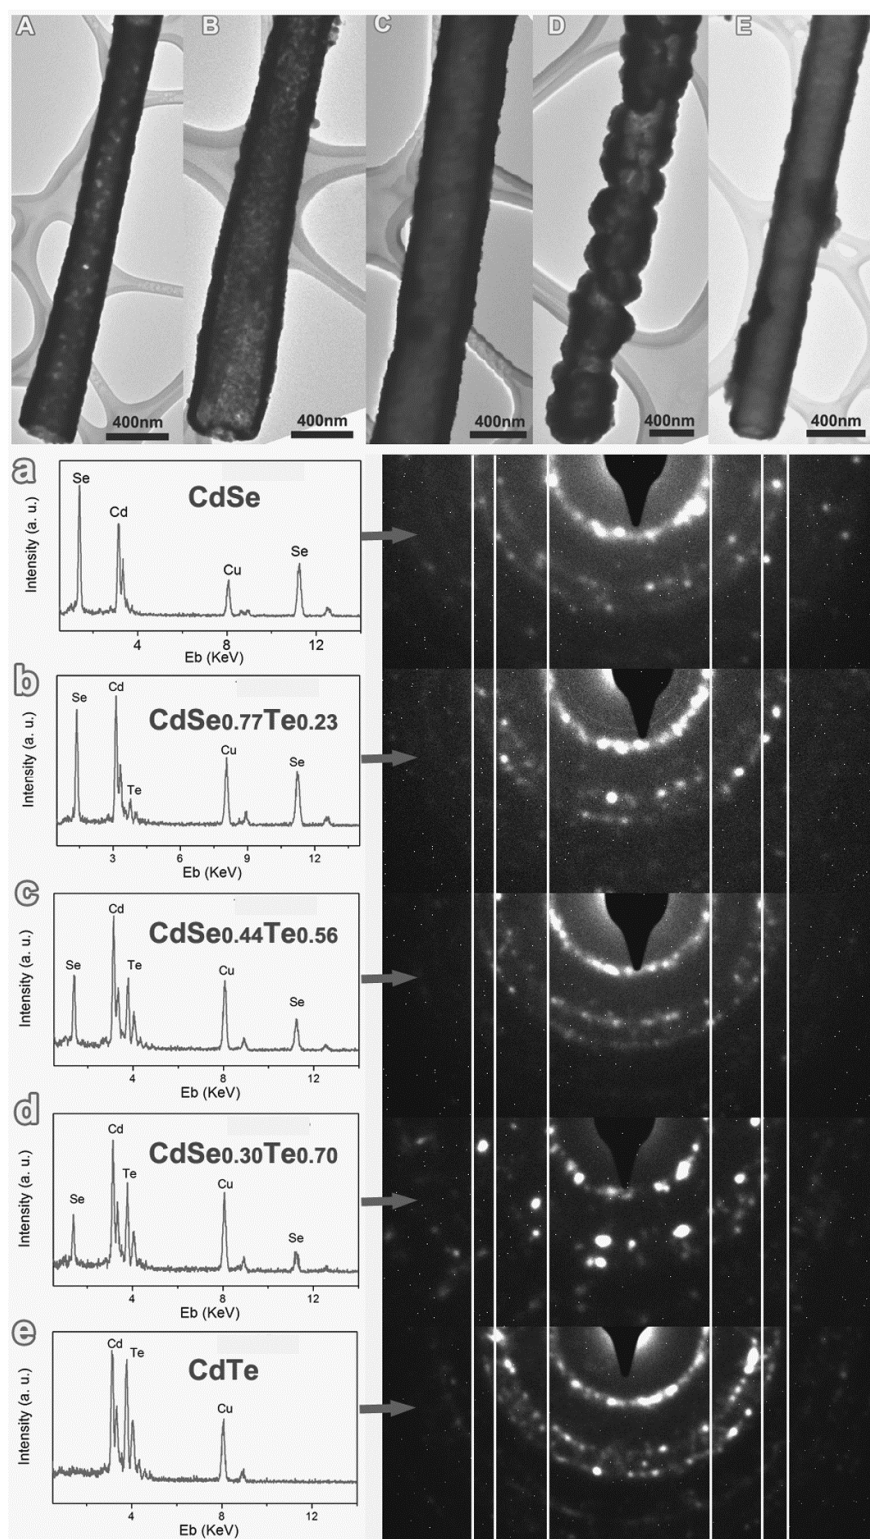 A B C D E
400nm 400nm 400nm 400nm 400nm
a
CdSe
Se
Cd
Cu
Se
Intensity (a. u.)
4 8 12
Eb (KeV)
b
CdSe0.77Te0.23
Se
Cd
Te
Cu
Se
Intensity (a. u.)
3 6 9 12
Eb (KeV)
c
CdSe0.44Te0.56
Se
Cd
Te
Cu
Se
Intensity (a. u.)
4 8 12
Eb (KeV)
d
CdSe0.30Te0.70
Se
Cd
Te
Cu
Se
Intensity (a. u.)
4 8 12
Eb (KeV)
e
CdTe
Cd
Te
Cu
Intensity (a. u.)
4 8 12
Eb (KeV)